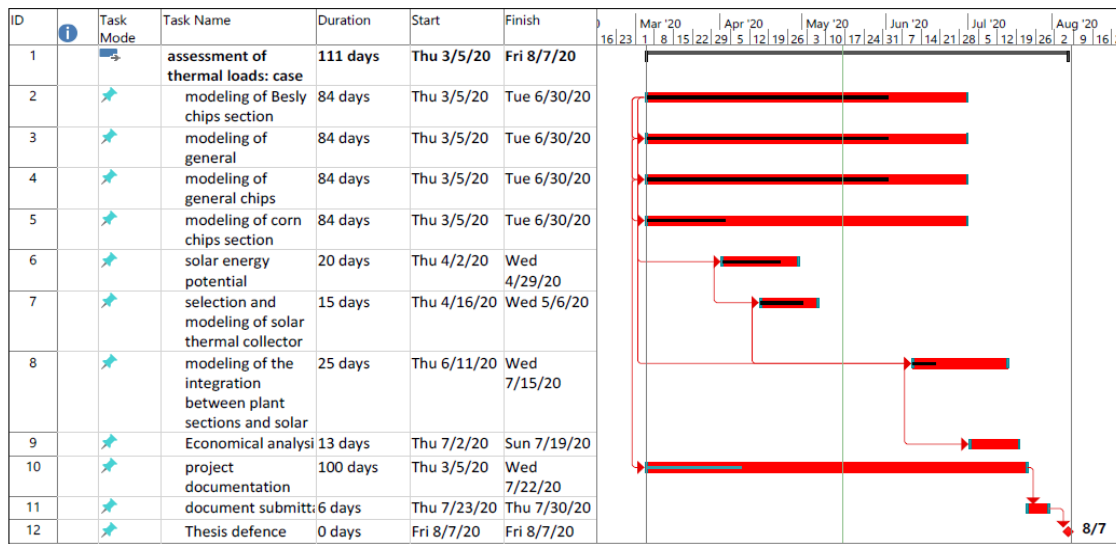 ID Task Mode Task Name Duration Start Finish
Mar '20 Apr '20 May '20 Jun '20 Jul '20 Aug '20
16 23 1 8 15 22 29 5 12 19 26 3 10 17 24 31 7 14 21 28 5 12 19 26 2 9 16
1 assessment of thermal loads: case 111 days Thu 3/5/20 Fri 8/7/20
2 modeling of Besly chips section 84 days Thu 3/5/20 Tue 6/30/20
3 modeling of general 84 days Thu 3/5/20 Tue 6/30/20
4 modeling of general chips 84 days Thu 3/5/20 Tue 6/30/20
5 modeling of corn chips section 84 days Thu 3/5/20 Tue 6/30/20
6 solar energy potential 20 days Thu 4/2/20 Wed 4/29/20
7 selection and modeling of solar thermal collector 15 days Thu 4/16/20 Wed 5/6/20
8 modeling of the integration between plant sections and solar 25 days Thu 6/11/20 Wed 7/15/20
9 Economical analysi 13 days Thu 7/2/20 Sun 7/19/20
10 project documentation 100 days Thu 3/5/20 Wed 7/22/20
11 document submitta 6 days Thu 7/23/20 Thu 7/30/20
12 Thesis defence 0 days Fri 8/7/20 Fri 8/7/20
8/7